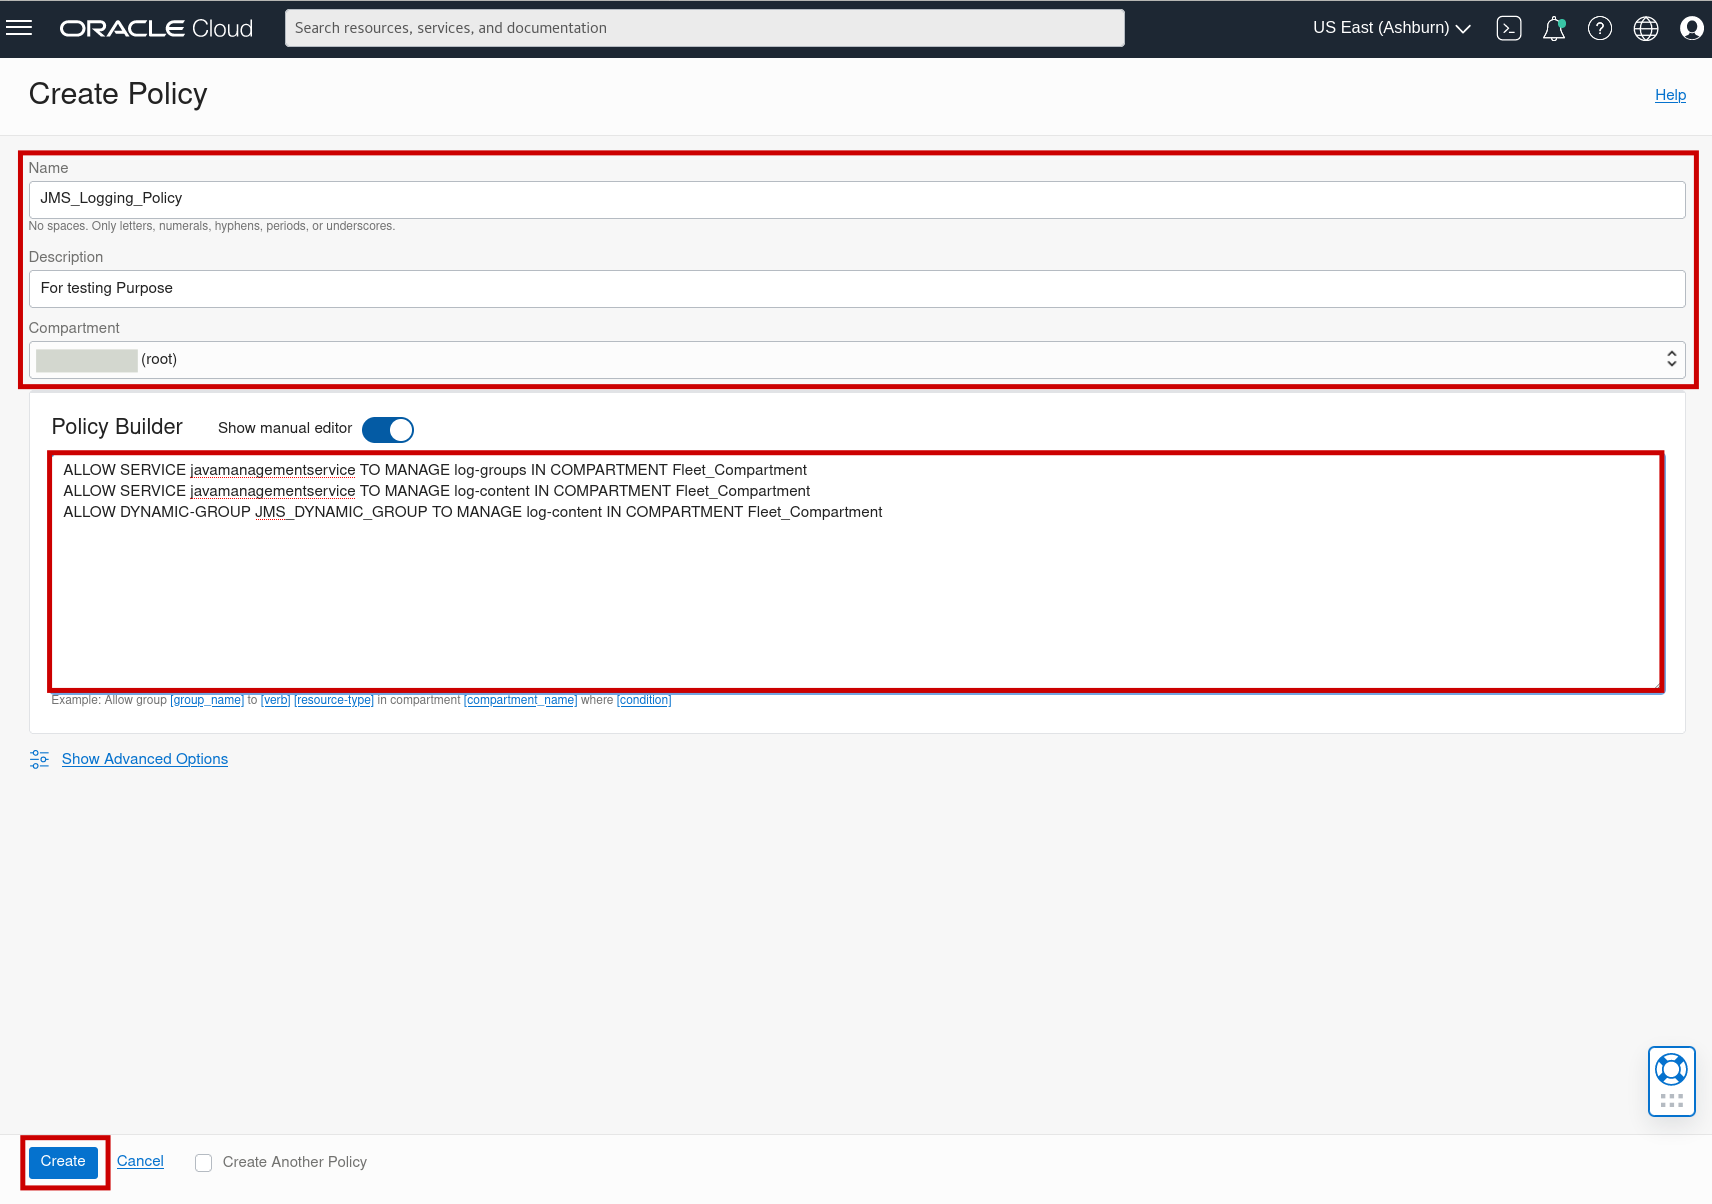 ORACLE Cloud
Search resources, services, and documentation
US East (Ashburn)
Create Policy
Help
Name
JMS_Logging_Policy
No spaces. Only letters, numerals, hyphens, periods, or underscores.
Description
For testing Purpose
Compartment
(root)
Policy Builder
Show manual editor
ALLOW SERVICE javamanagementservice TO MANAGE log-groups IN COMPARTMENT Fleet_Compartment
ALLOW SERVICE javamanagementservice TO MANAGE log-content IN COMPARTMENT Fleet_Compartment
ALLOW DYNAMIC-GROUP JMS_DYNAMIC_GROUP TO MANAGE log-content IN COMPARTMENT Fleet_Compartment
Example: Allow group [group_name] to [verb] [resource-type] in compartment [compartment_name] where [condition]
Show Advanced Options
Create
Cancel
Create Another Policy